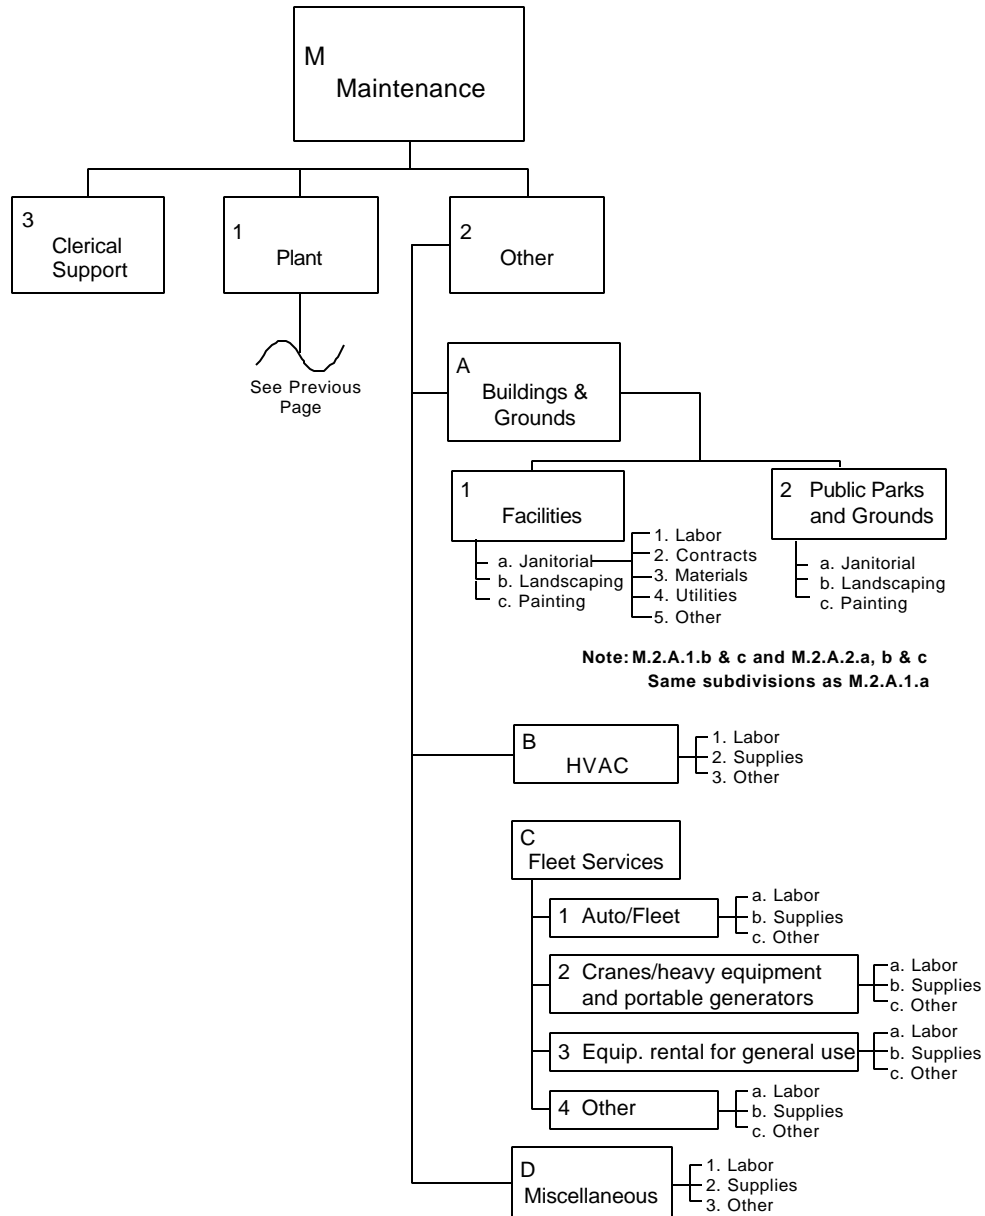 M
Maintenance
3
Clerical
Support
1
Plant
2
Other
See Previous
Page
A
Buildings &
Grounds
1
Facilities
2 Public Parks
and Grounds
a. Janitorial
b. Landscaping
c. Painting
1. Labor
2. Contracts
3. Materials
4. Utilities
5. Other
a. Janitorial
b. Landscaping
c. Painting
Note: M.2.A.1.b & c and M.2.A.2.a, b & c
Same subdivisions as M.2.A.1.a
B
HVAC
1. Labor
2. Supplies
3. Other
C
Fleet Services
1 Auto/Fleet
a. Labor
b. Supplies
c. Other
2 Cranes/heavy equipment
and portable generators
a. Labor
b. Supplies
c. Other
3 Equip. rental for general use
a. Labor
b. Supplies
c. Other
4 Other
a. Labor
b. Supplies
c. Other
D
Miscellaneous
1. Labor
2. Supplies
3. Other